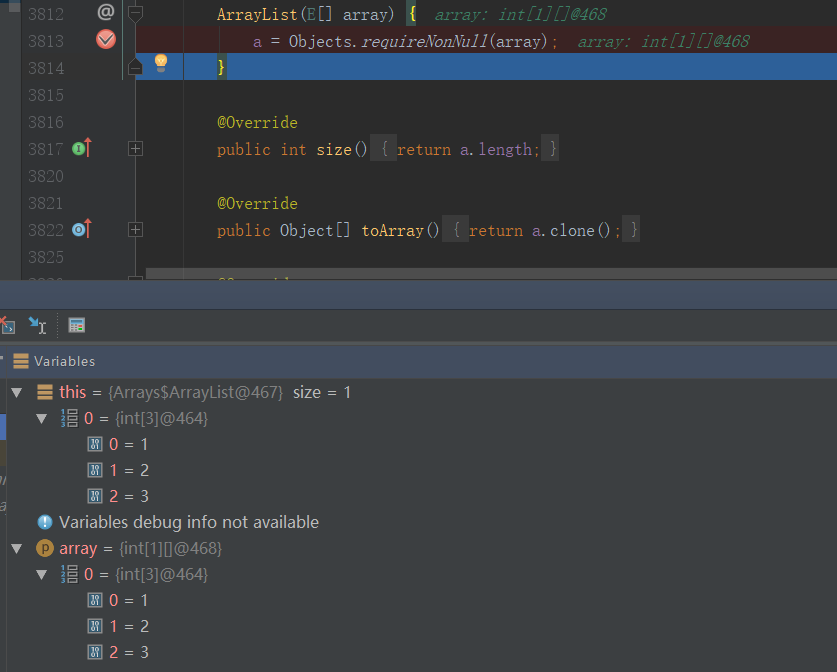 3812 @ ArrayList(E[] array) { array: int[1][]@468
3813 a = Objects.requireNonNull(array); array: int[1][]@468
3814 }
3815
3816 @Override
3817 public int size() { return a.length; }
3820
3821 @Override
3822 public Object[] toArray() { return a.clone(); }
3825
Variables
this = {Arrays$ArrayList@467} size = 1
0 = {int[3]@464}
0 = 1
1 = 2
2 = 3
Variables debug info not available
array = {int[1][]@468}
0 = {int[3]@464}
0 = 1
1 = 2
2 = 3